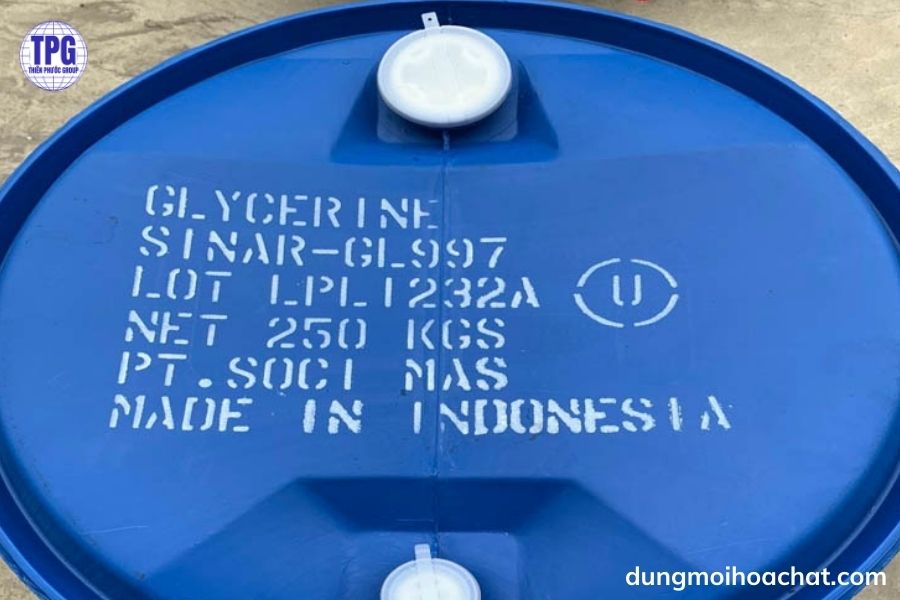 TPG
THIÊN PHƯỚC GROUP
GLYCERINE
SINAR-GL997
LOT LPL1232A
U
NET 250 KGS
PT.SOCI MAS
MADE IN INDONESIA
dungmoihoachat.com